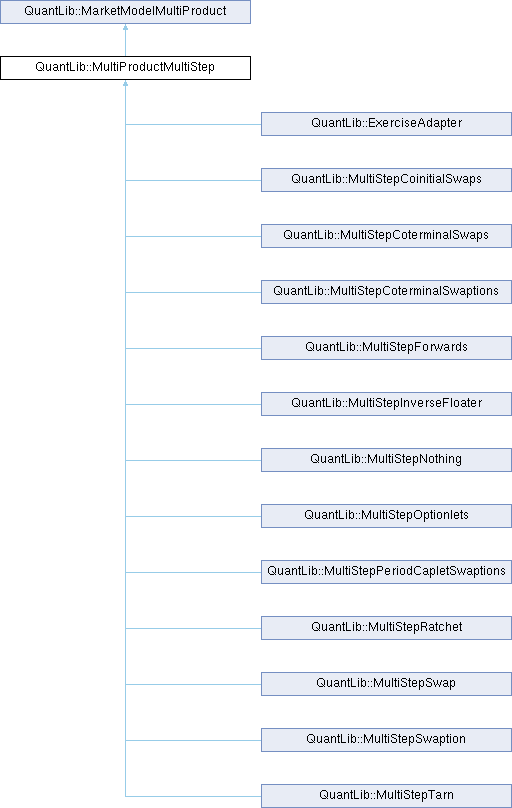 QuantLib::MarketModelMultiProduct
QuantLib::MultiProductMultiStep
QuantLib::ExerciseAdapter
QuantLib::MultiStepCoinitialSwaps
QuantLib::MultiStepCoterminalSwaps
QuantLib::MultiStepCoterminalSwaptions
QuantLib::MultiStepForwards
QuantLib::MultiStepInverseFloater
QuantLib::MultiStepNothing
QuantLib::MultiStepOptionlets
QuantLib::MultiStepPeriodCapletSwaptions
QuantLib::MultiStepRatchet
QuantLib::MultiStepSwap
QuantLib::MultiStepSwaption
QuantLib::MultiStepTarn